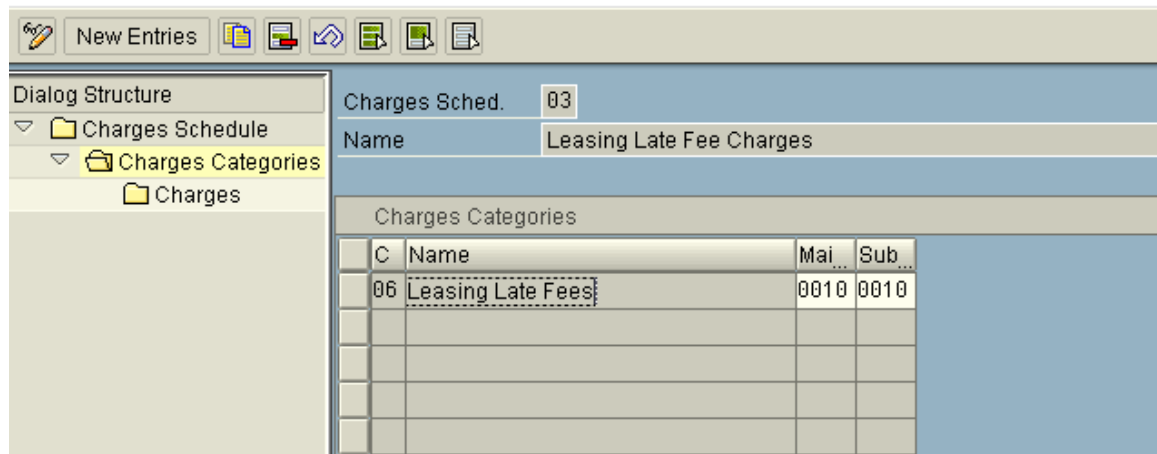 New Entries
Dialog Structure
Charges Schedule
Charges Categories
Charges
Charges Sched. 03
Name Leasing Late Fee Charges
Charges Categories
C Name Mai... Sub...
06 Leasing Late Fees 0010 0010